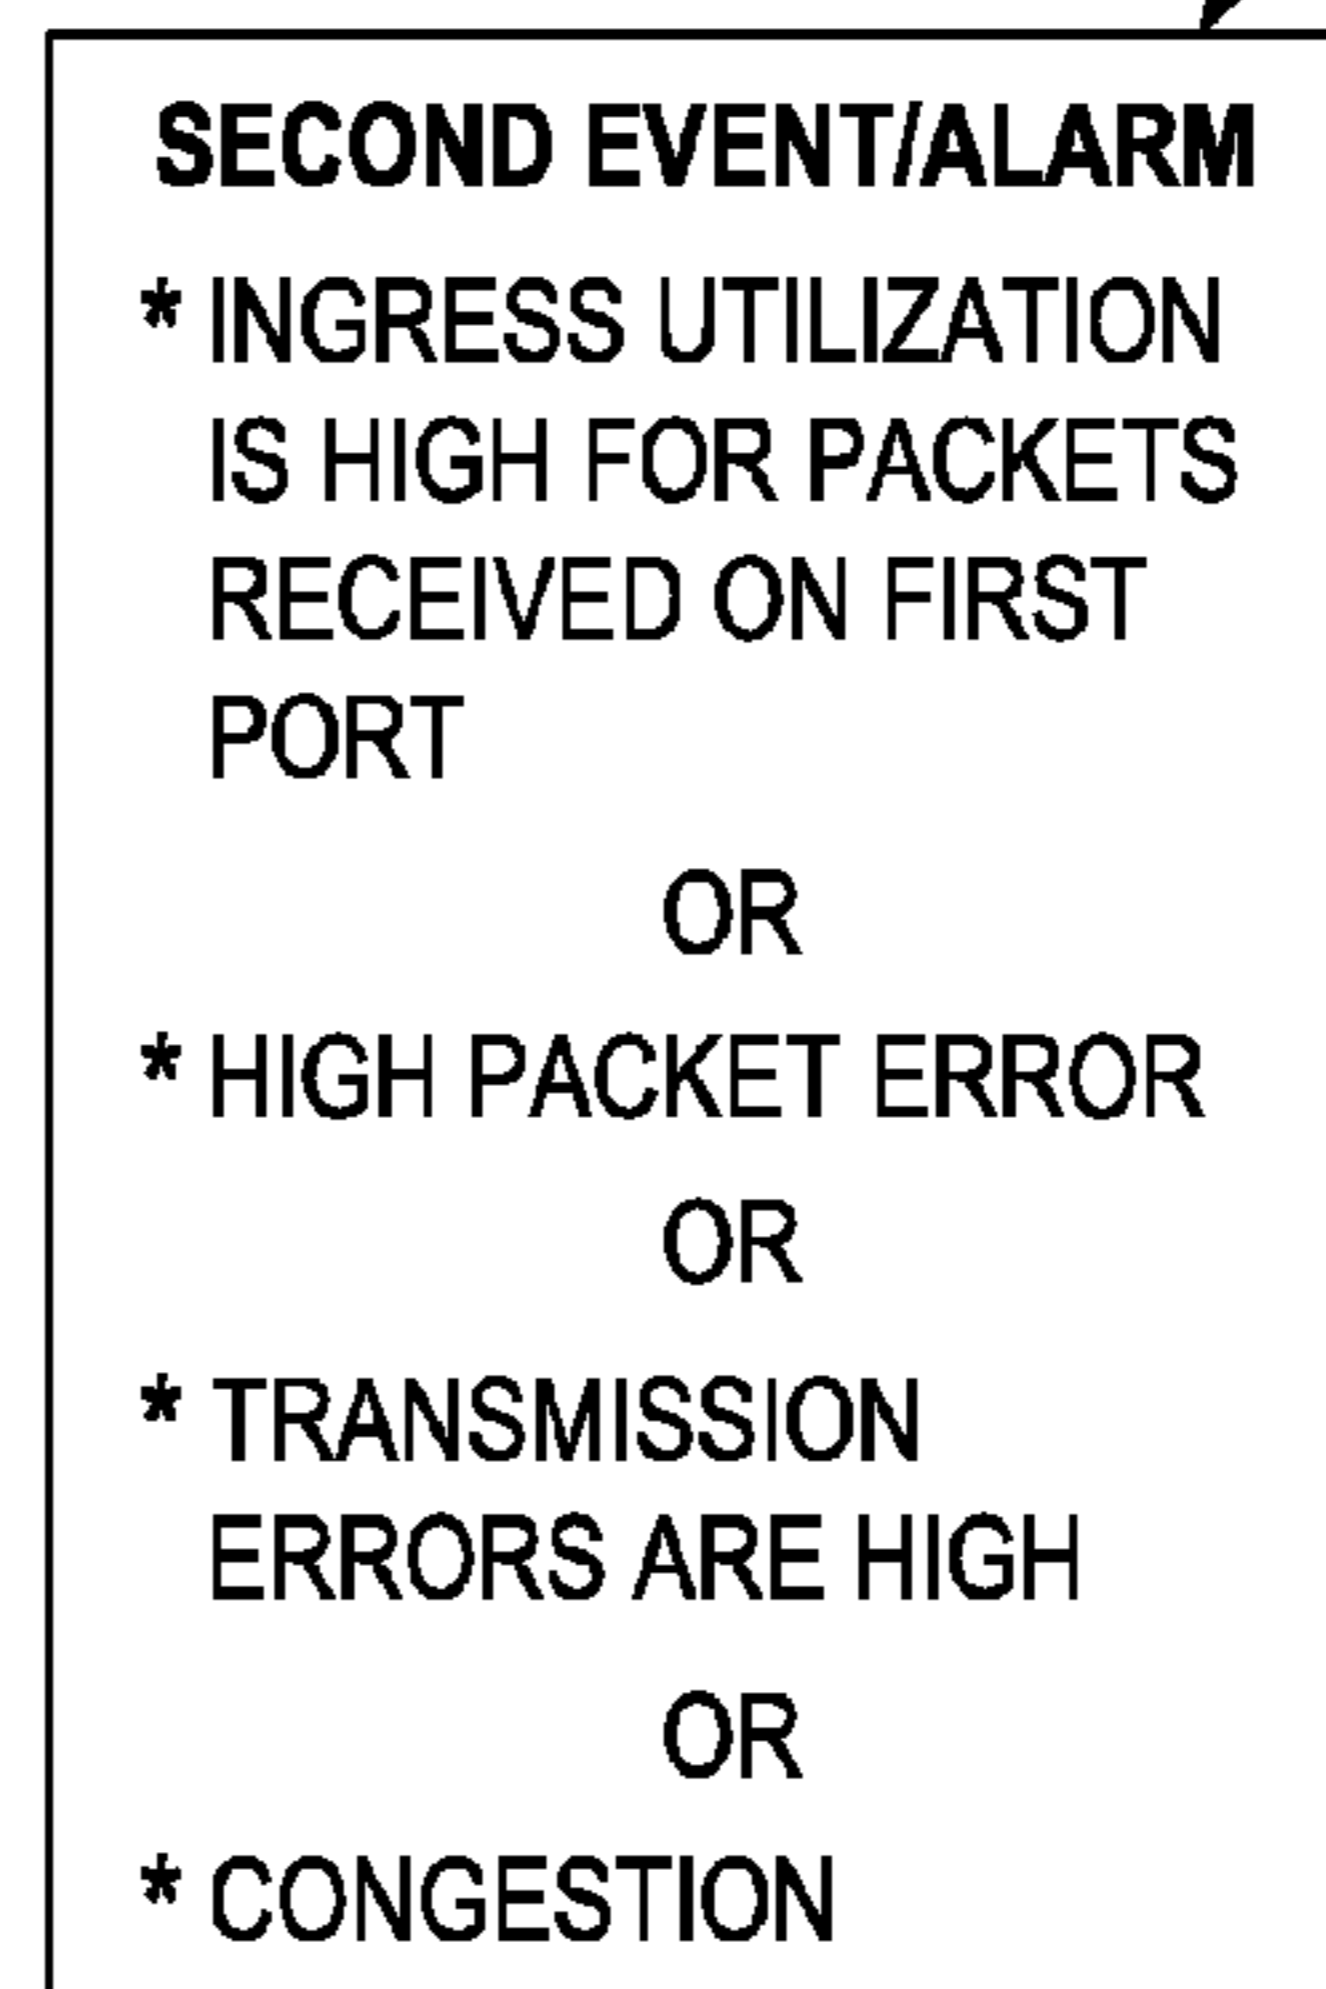 SECOND EVENT/ALARM
* INGRESS UTILIZATION
IS HIGH FOR PACKETS
RECEIVED ON FIRST
PORT
OR
* HIGH PACKET ERROR
OR
* TRANSMISSION
ERRORS ARE HIGH
OR
* CONGESTION